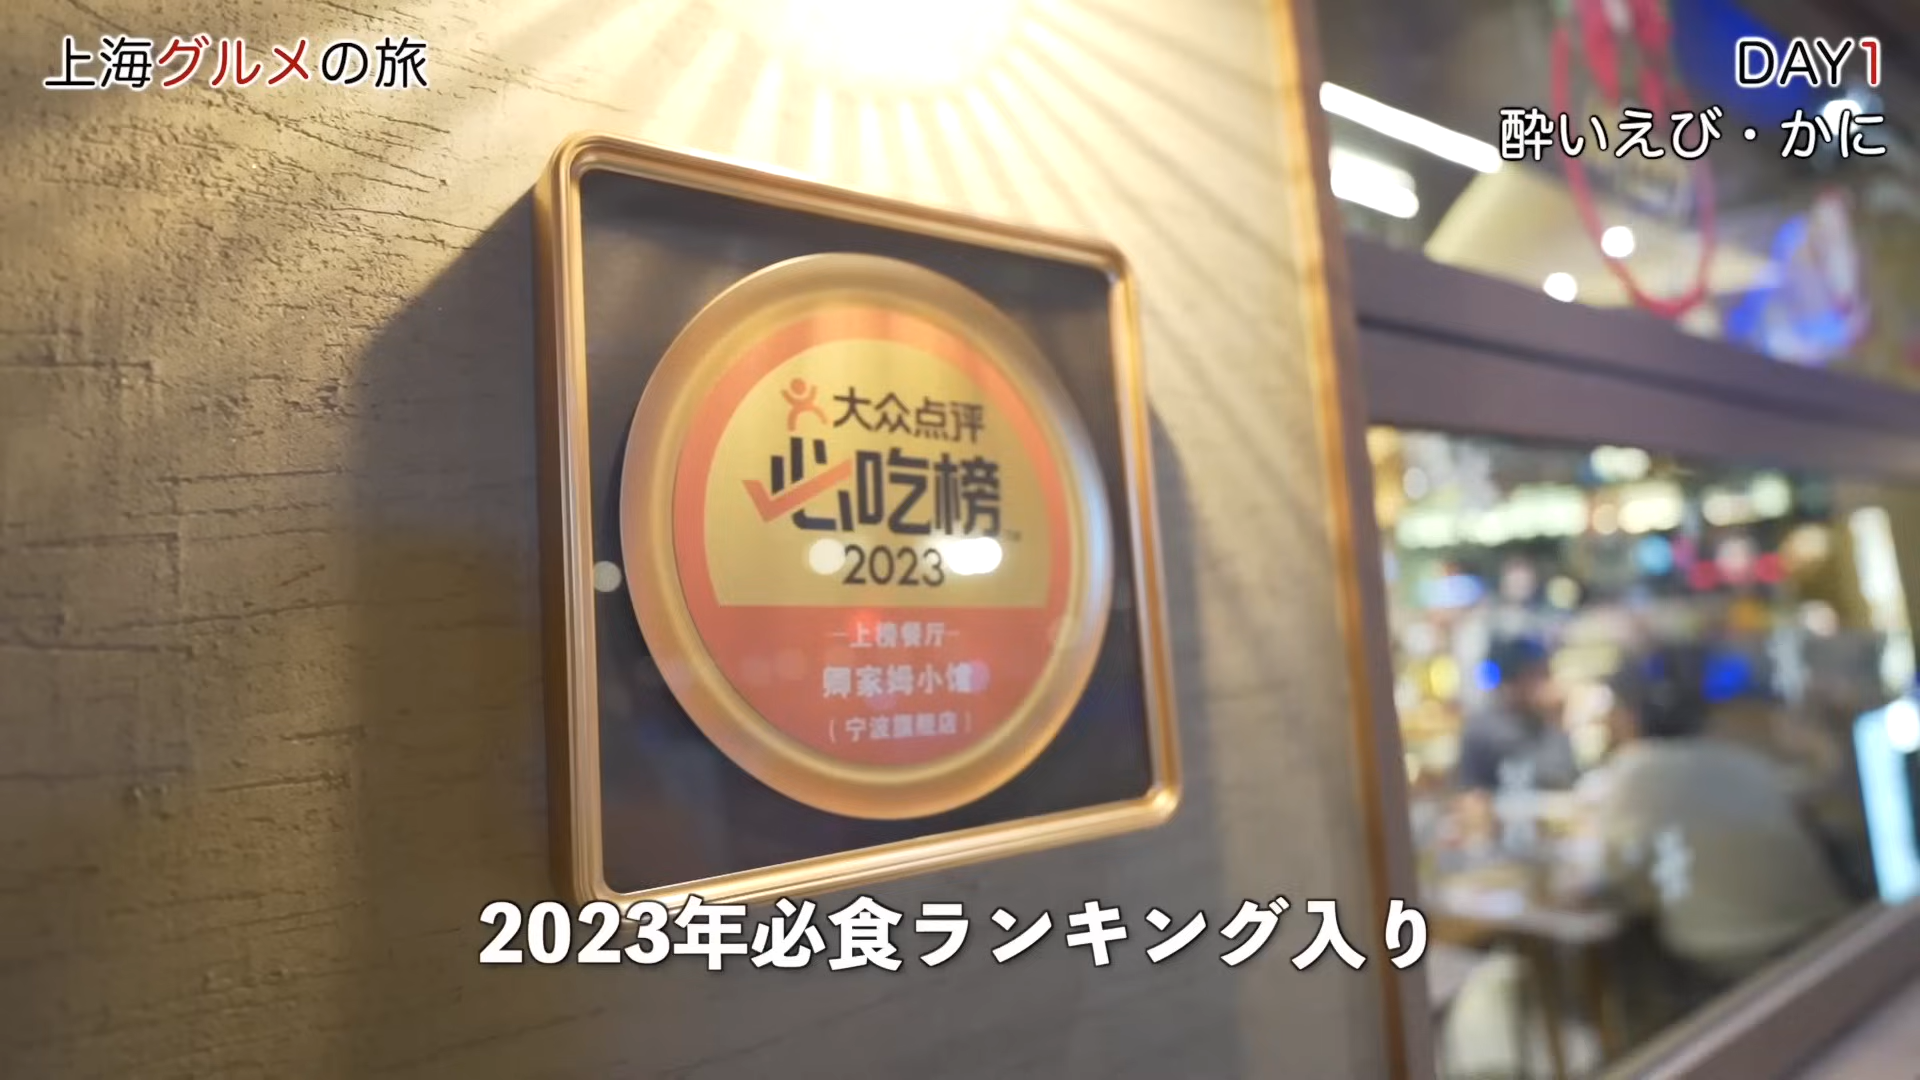 上海グルメの旅
DAY1
酔いえび・かに
大众点评
必吃榜
2023
上榜餐厅
卿家姆小馆
(宁波旗舰店)
2023年必食ランキング入り